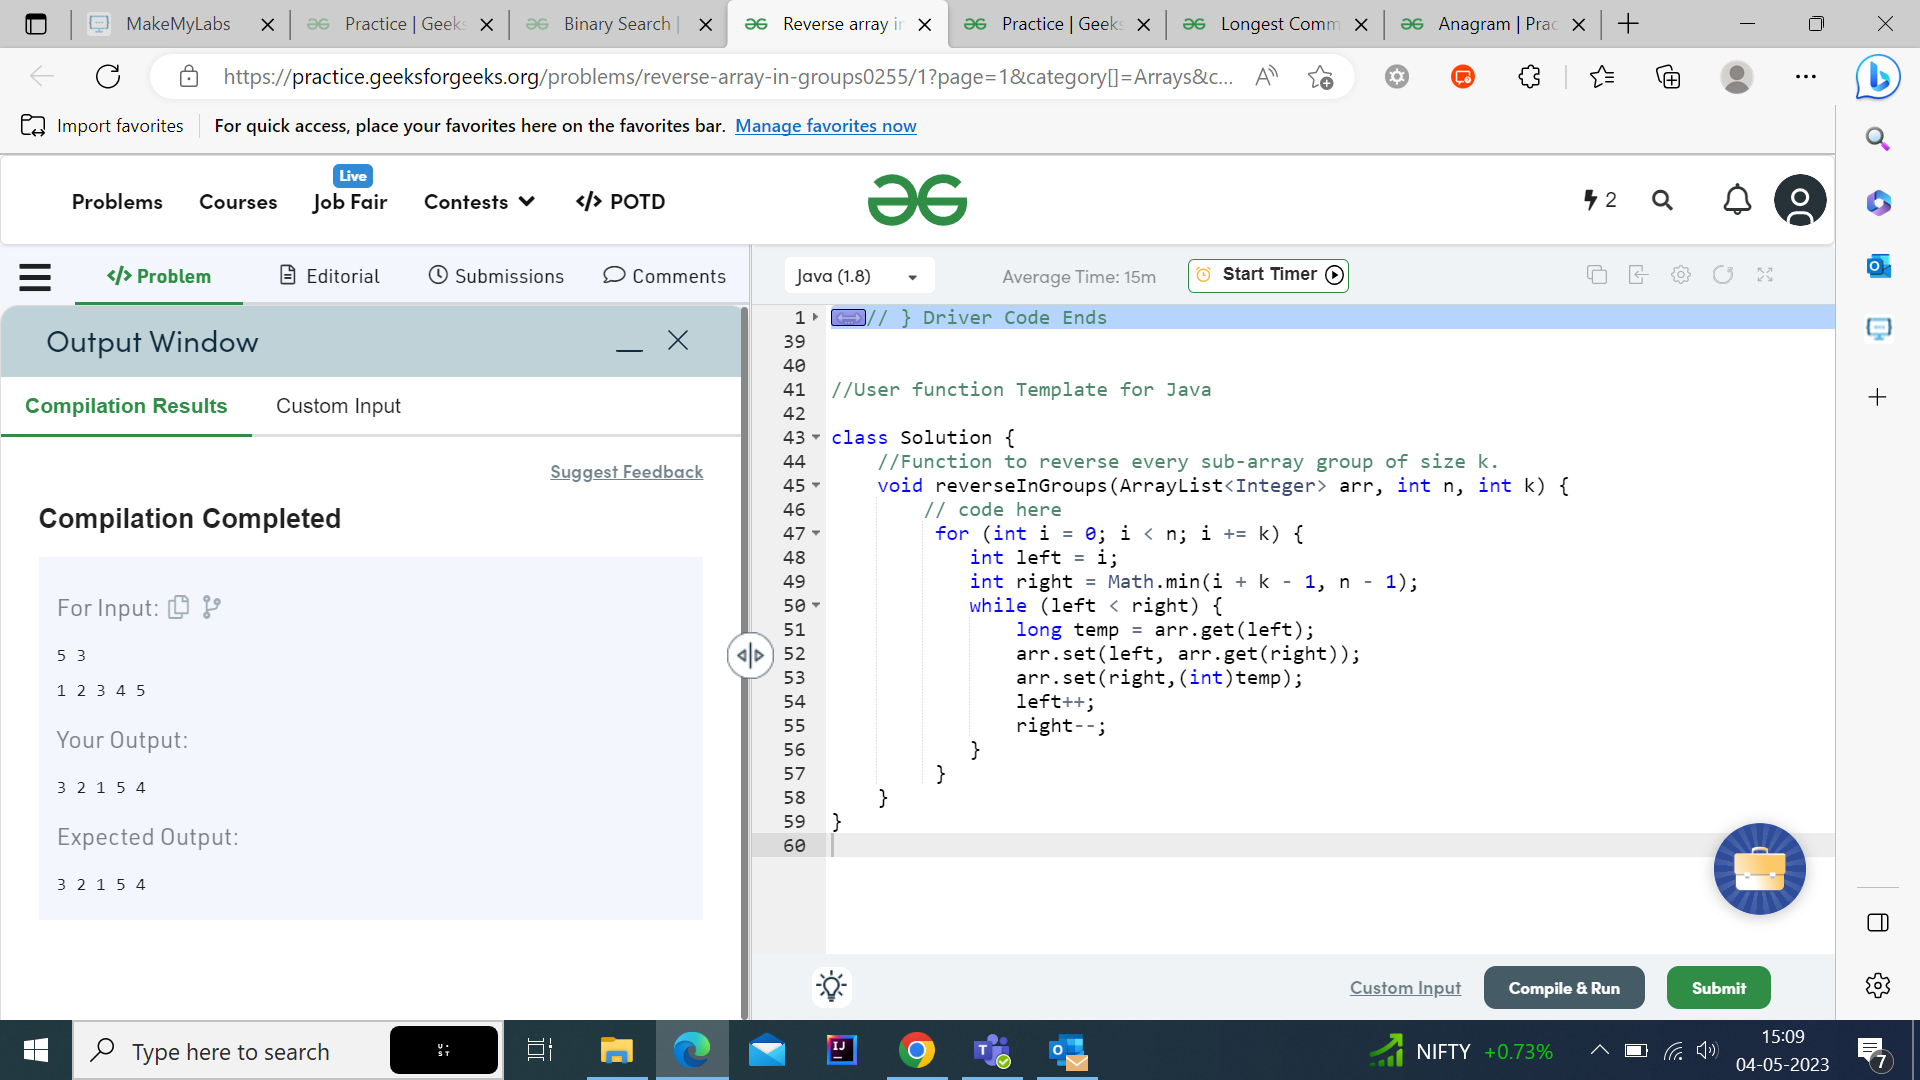 MakeMyLabs
Practice | Geeks
Binary Search |
Reverse array in
Practice | Geeks
Longest Comm
Anagram | Prac
https://practice.geeksforgeeks.org/problems/reverse-array-in-groups0255/1?page=1&category[]=Arrays&c...
Import favorites
For quick access, place your favorites here on the favorites bar. Manage favorites now
Live
Problems
Courses
Job Fair
Contests
</> POTD
2
</> Problem
Editorial
Submissions
Comments
Java (1.8)
Average Time: 15m
Start Timer
Output Window
Compilation Results
Custom Input
Suggest Feedback
Compilation Completed
For Input:
5 3
1 2 3 4 5
Your Output:
3 2 1 5 4
Expected Output:
3 2 1 5 4
1 // } Driver Code Ends
39
40
41 //User function Template for Java
42
43 class Solution {
44 //Function to reverse every sub-array group of size k.
45 void reverseInGroups(ArrayList<Integer> arr, int n, int k) {
46 // code here
47 for (int i = 0; i < n; i += k) {
48 int left = i;
49 int right = Math.min(i + k - 1, n - 1);
50 while (left < right) {
51 long temp = arr.get(left);
52 arr.set(left, arr.get(right));
53 arr.set(right,(int)temp);
54 left++;
55 right--;
56 }
57 }
58 }
59 }
60
Custom Input
Compile & Run
Submit
Type here to search
NIFTY +0.73%
15:09
04-05-2023
7